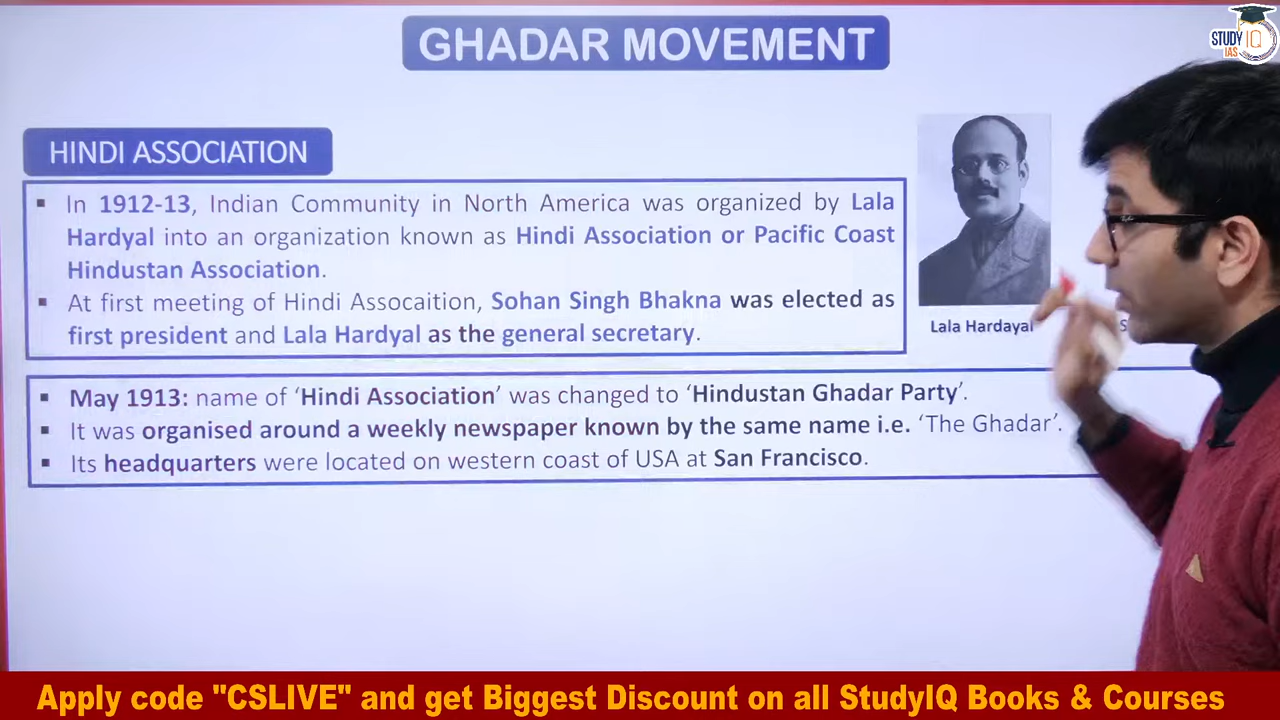 GHADAR MOVEMENT
STUDY IQ
IAS
HINDI ASSOCIATION
▪ In 1912-13, Indian Community in North America was organized by Lala
Hardyal into an organization known as Hindi Association or Pacific Coast
Hindustan Association.
▪ At first meeting of Hindi Assocaition, Sohan Singh Bhakna was elected as
first president and Lala Hardyal as the general secretary.
Lala Hardayal
▪ May 1913: name of ‘Hindi Association’ was changed to ‘Hindustan Ghadar Party’.
▪ It was organised around a weekly newspaper known by the same name i.e. ‘The Ghadar’.
▪ Its headquarters were located on western coast of USA at San Francisco.
Apply code "CSLIVE" and get Biggest Discount on all StudyIQ Books & Courses